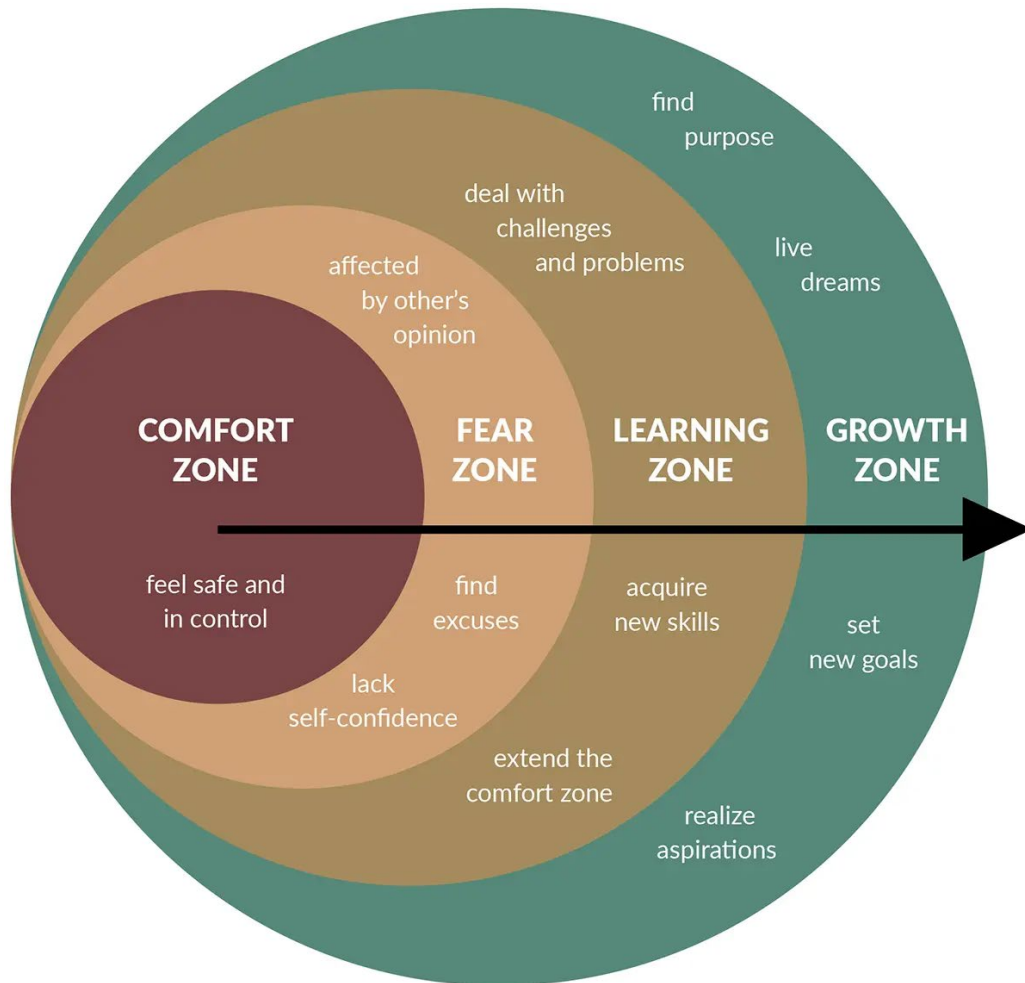 find
purpose
deal with
challenges
and problems
live
dreams
affected
by other's
opinion
COMFORT
ZONE
FEAR
ZONE
LEARNING
ZONE
GROWTH
ZONE
feel safe and
in control
find
excuses
acquire
new skills
set
new goals
lack
self-confidence
extend the
comfort zone
realize
aspirations